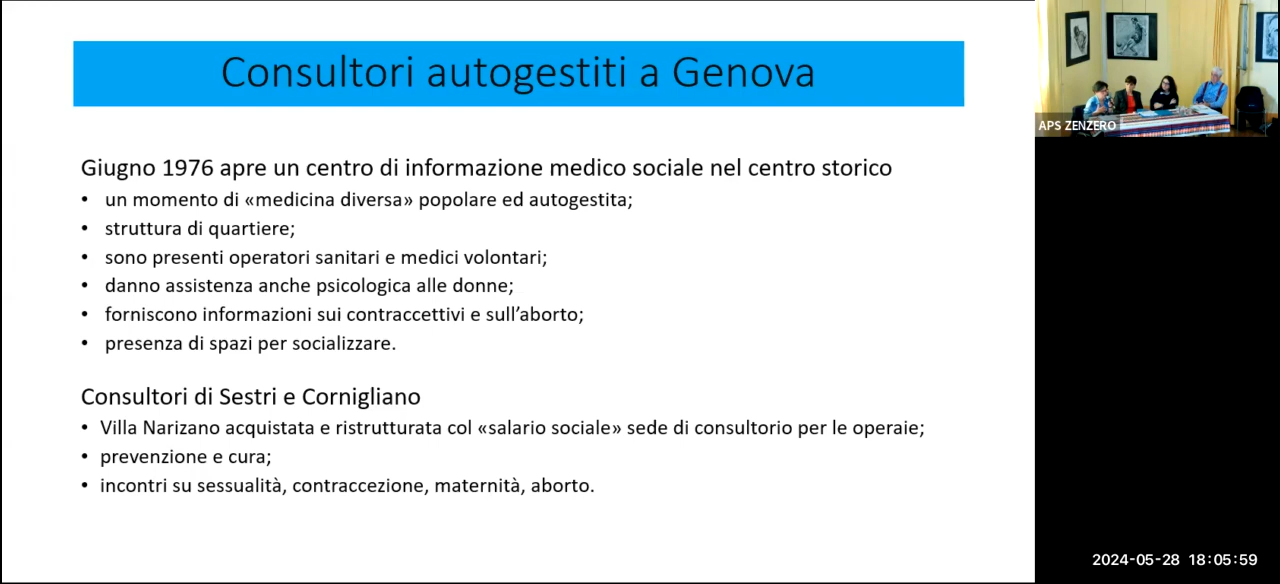 Consultori autogestiti a Genova
APS ZENZERO
Giugno 1976 apre un centro di informazione medico sociale nel centro storico
• un momento di «medicina diversa» popolare ed autogestita;
• struttura di quartiere;
• sono presenti operatori sanitari e medici volontari;
• danno assistenza anche psicologica alle donne;
• forniscono informazioni sui contraccettivi e sull’aborto;
• presenza di spazi per socializzare.
Consultori di Sestri e Cornigliano
• Villa Narizano acquistata e ristrutturata col «salario sociale» sede di consultorio per le operaie;
• prevenzione e cura;
• incontri su sessualità, contraccezione, maternità, aborto.
2024-05-28 18:05:59